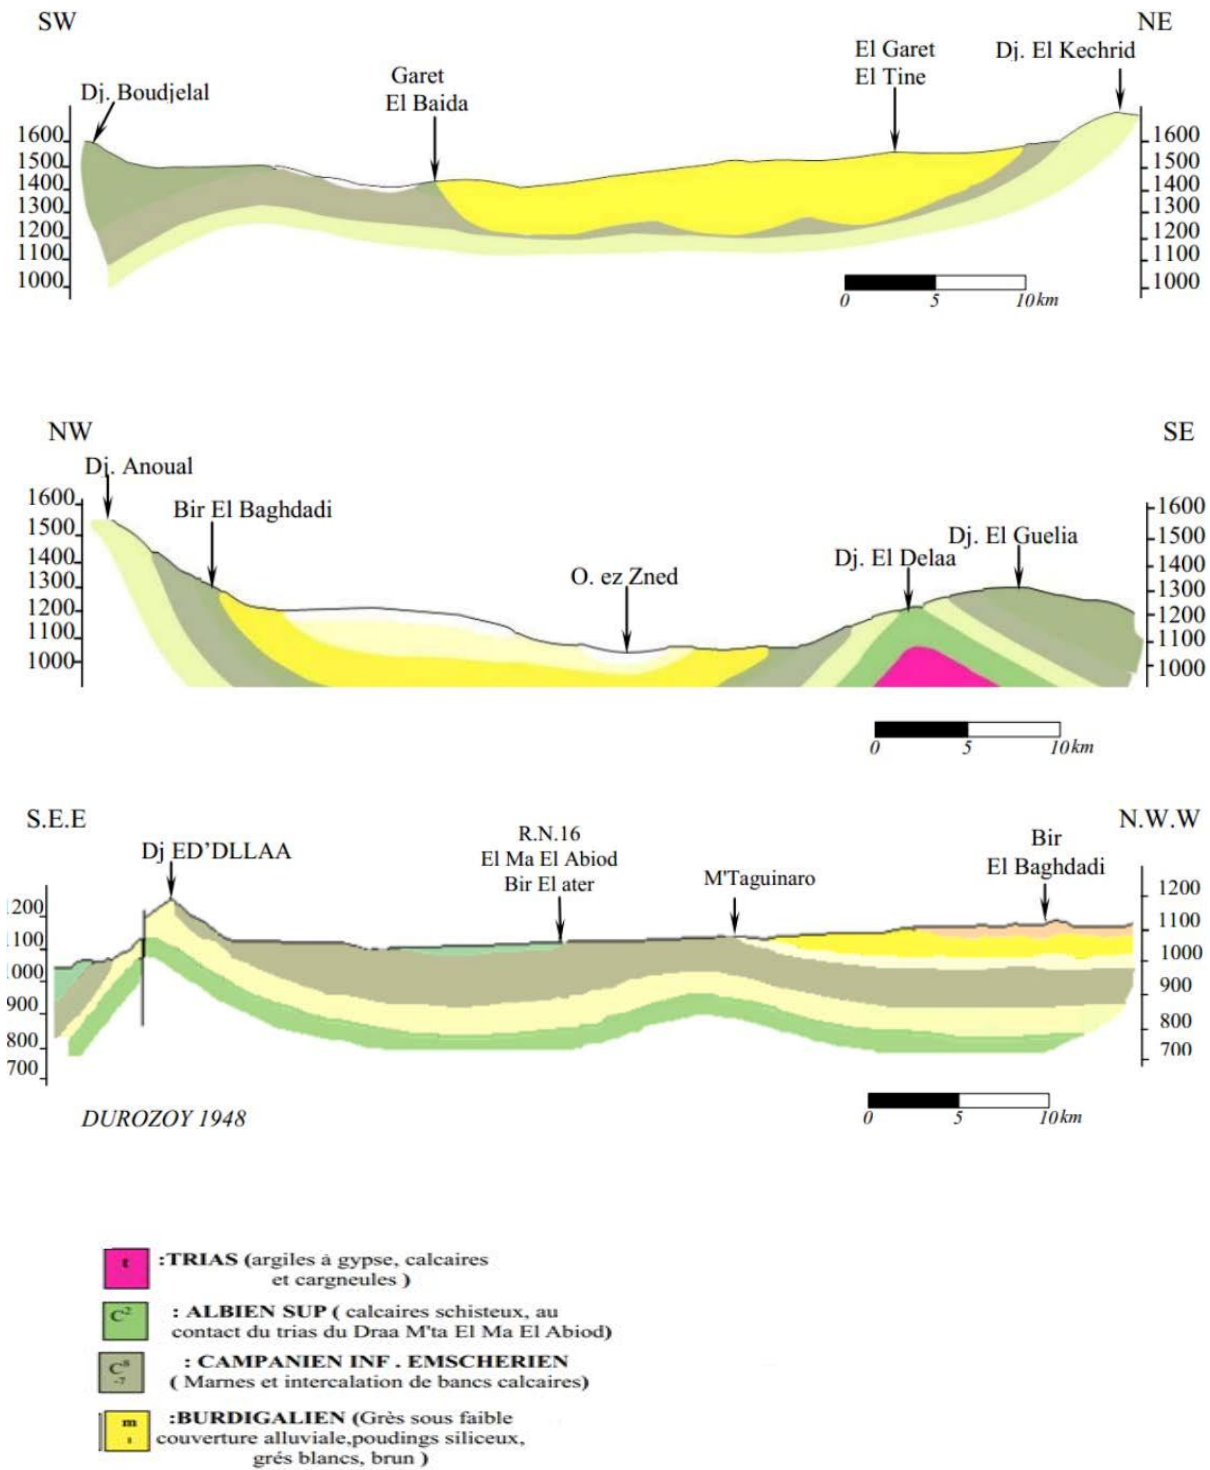 SW
NE
Dj. Boudjelal
Garet
El Baida
El Garet
El Tine
Dj. El Kechrid
1600
1500
1400
1300
1200
1100
1000
1600
1500
1400
1300
1200
1100
1000
0 5 10km
NW
SE
Dj. Anoual
Bir El Baghdadi
O. ez Zned
Dj. El Delaa
Dj. El Guelia
1600
1500
1400
1300
1200
1100
1000
1600
1500
1400
1300
1200
1100
1000
0 5 10km
S.E.E
N.W.W
Dj ED’DLLAA
R.N.16
El Ma El Abiod
Bir El ater
M'Taguinaro
Bir
El Baghdadi
1200
1100
1000
900
800
700
1200
1100
1000
900
800
700
0 5 10km
DUROZOY 1948
t :TRIAS (argiles à gypse, calcaires
et cargneules )
C² : ALBIEN SUP ( calcaires schisteux, au
contact du trias du Draa M'ta El Ma El Abiod)
C⁸ : CAMPANIEN INF . EMSCHERIEN
-7 ( Marnes et intercalation de bancs calcaires)
m :BURDIGALIEN (Grès sous faible
couverture alluviale,poudings siliceux,
grés blancs, brun )